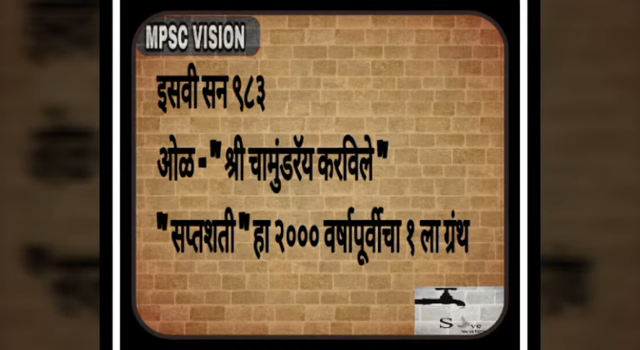 MPSC VISION
इसवी सन ९८३
ओळ - " श्री चामुंडरॅय करविले "
" सप्तशती " हा २००० वर्षापूर्वीचा १ ला ग्रंथ